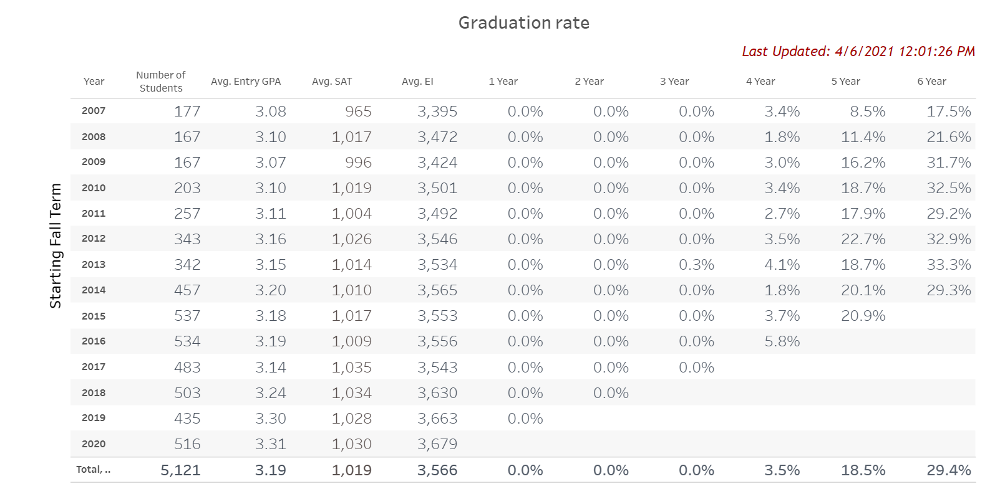 Graduation rate
Last Updated: 4/6/2021 12:01:26 PM
Year Number of Students Avg. Entry GPA Avg. SAT Avg. EI 1 Year 2 Year 3 Year 4 Year 5 Year 6 Year
Starting Fall Term
2007 177 3.08 965 3,395 0.0% 0.0% 0.0% 3.4% 8.5% 17.5%
2008 167 3.10 1,017 3,472 0.0% 0.0% 0.0% 1.8% 11.4% 21.6%
2009 167 3.07 996 3,424 0.0% 0.0% 0.0% 3.0% 16.2% 31.7%
2010 203 3.10 1,019 3,501 0.0% 0.0% 0.0% 3.4% 18.7% 32.5%
2011 257 3.11 1,004 3,492 0.0% 0.0% 0.0% 2.7% 17.9% 29.2%
2012 343 3.16 1,026 3,546 0.0% 0.0% 0.0% 3.5% 22.7% 32.9%
2013 342 3.15 1,014 3,534 0.0% 0.0% 0.3% 4.1% 18.7% 33.3%
2014 457 3.20 1,010 3,565 0.0% 0.0% 0.0% 1.8% 20.1% 29.3%
2015 537 3.18 1,017 3,553 0.0% 0.0% 0.0% 3.7% 20.9%
2016 534 3.19 1,009 3,556 0.0% 0.0% 0.0% 5.8%
2017 483 3.14 1,035 3,543 0.0% 0.0% 0.0%
2018 503 3.24 1,034 3,630 0.0% 0.0%
2019 435 3.30 1,028 3,663 0.0%
2020 516 3.31 1,030 3,679
Total, .. 5,121 3.19 1,019 3,566 0.0% 0.0% 0.0% 3.5% 18.5% 29.4%